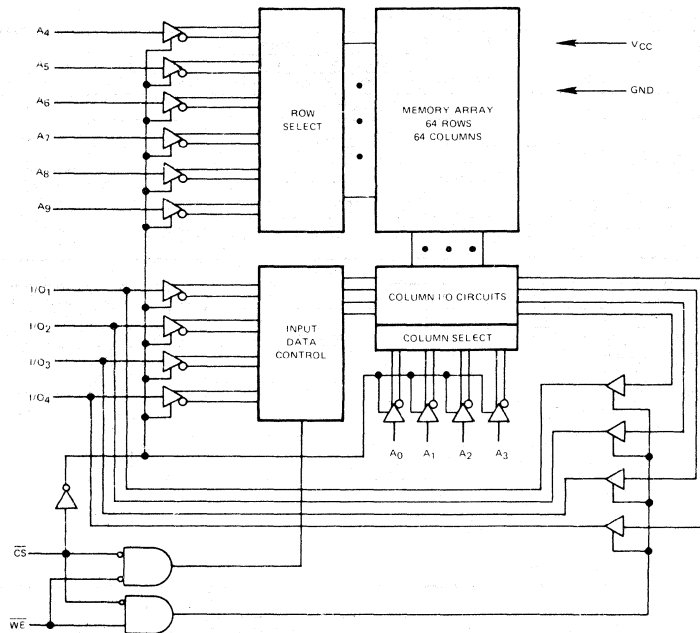 A4
A5
A6
A7
A8
A9
ROW
SELECT
MEMORY ARRAY
64 ROWS
64 COLUMNS
VCC
GND
I/O1
I/O2
I/O3
I/O4
INPUT
DATA
CONTROL
COLUMN I/O CIRCUITS
COLUMN SELECT
A0 A1 A2 A3
CS
WE